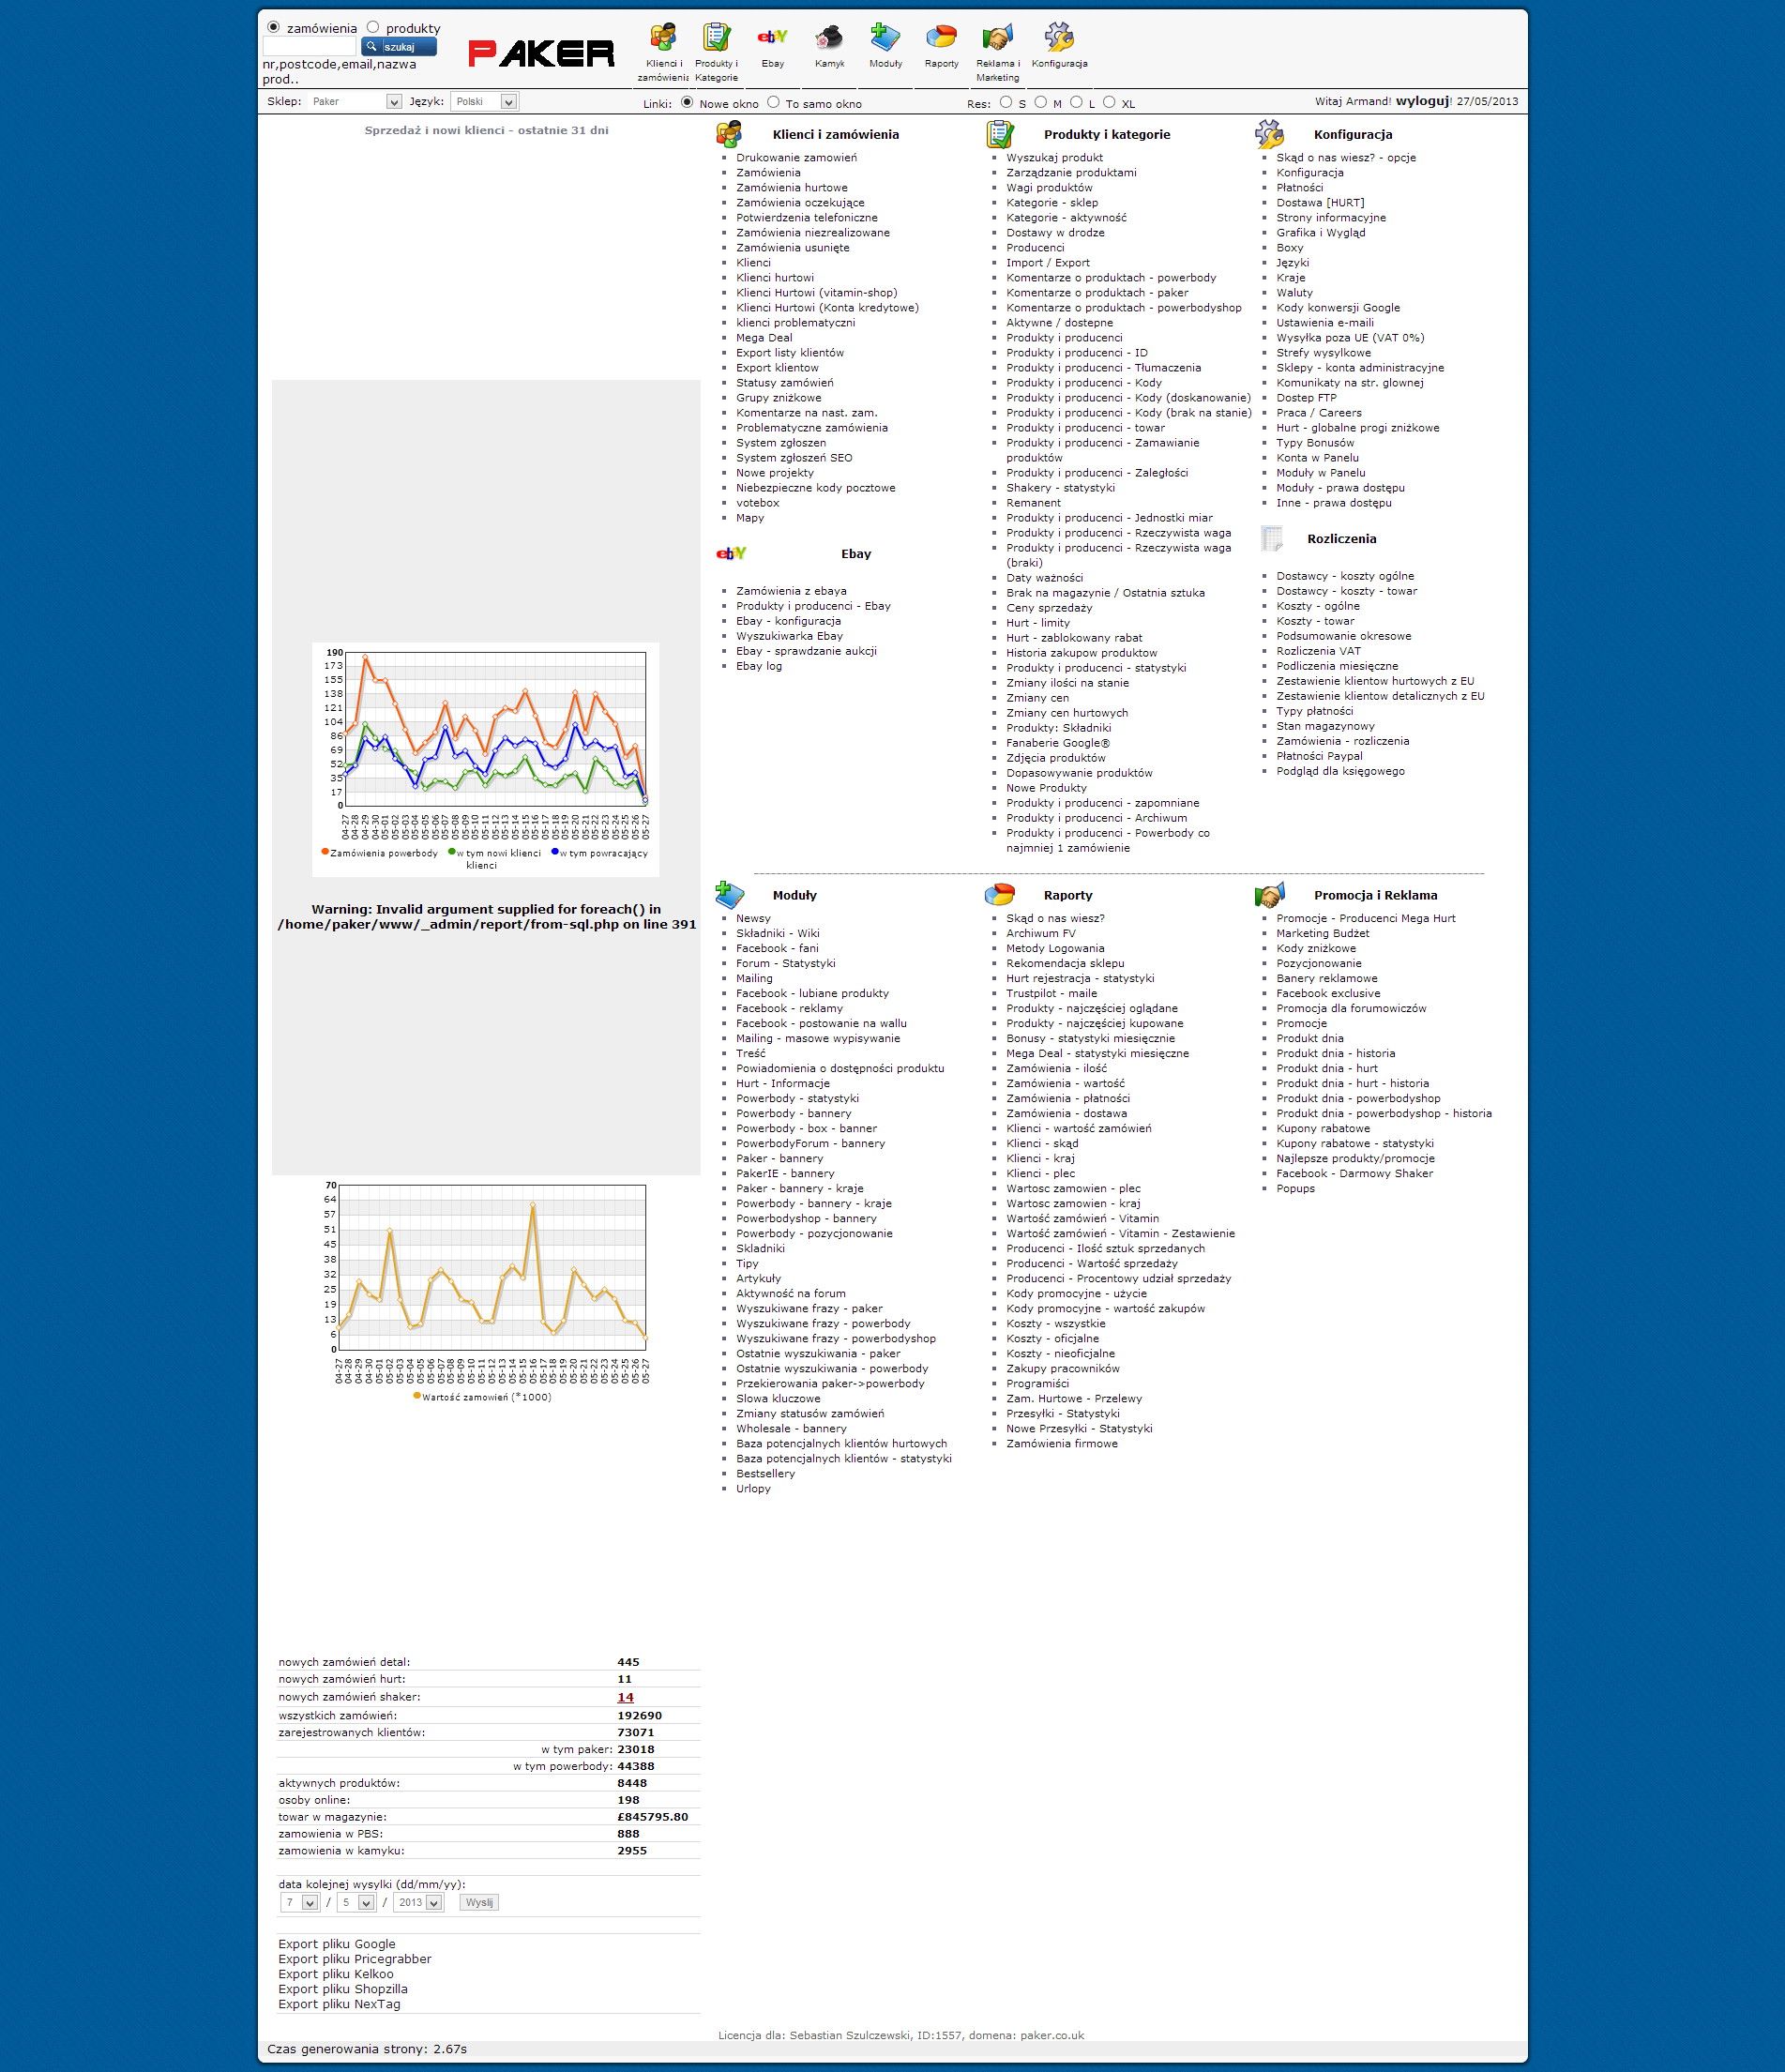 zamówienia produkty
szukaj
nr,postcode,email,nazwa
prod..
PAKER
Klienci i
zamówienia
Produkty i
Kategorie
Ebay
Kamyk
Moduły
Raporty
Reklama i
Marketing
Konfiguracja
Sklep: Paker Język: Polski
Linki: Nowe okno To samo okno
Res: S M L XL
Witaj Armand! wyloguj! 27/05/2013
Sprzedaż i nowi klienci - ostatnie 31 dni
190
173
155
138
121
104
86
69
52
35
17
0
04-27
04-28
04-29
04-30
05-01
05-02
05-03
05-04
05-05
05-06
05-07
05-08
05-09
05-10
05-11
05-12
05-13
05-14
05-15
05-16
05-17
05-18
05-19
05-20
05-21
05-22
05-23
05-24
05-25
05-26
05-27
Zamówienia powerbody w tym nowi klienci w tym powracający
klienci
Warning: Invalid argument supplied for foreach() in
/home/paker/www/_admin/report/from-sql.php on line 391
70
64
57
51
45
38
32
25
19
13
6
0
04-27
04-28
04-29
04-30
05-01
05-02
05-03
05-04
05-05
05-06
05-07
05-08
05-09
05-10
05-11
05-12
05-13
05-14
05-15
05-16
05-17
05-18
05-19
05-20
05-21
05-22
05-23
05-24
05-25
05-26
05-27
Wartość zamowień (*1000)
nowych zamówień detal: 445
nowych zamówień hurt: 11
nowych zamówień shaker: 14
wszystkich zamówień: 192690
zarejestrowanych klientów: 73071
w tym paker: 23018
w tym powerbody: 44388
aktywnych produktów: 8448
osoby online: 198
towar w magazynie: £845795.80
zamowienia w PBS: 888
zamowienia w kamyku: 2955
data kolejnej wysylki (dd/mm/yy):
7 / 5 / 2013 Wyslij
Export pliku Google
Export pliku Pricegrabber
Export pliku Kelkoo
Export pliku Shopzilla
Export pliku NexTag
Klienci i zamówienia
Drukowanie zamowień
Zamówienia
Zamówienia hurtowe
Zamówienia oczekujące
Potwierdzenia telefoniczne
Zamówienia niezrealizowane
Zamówienia usunięte
Klienci
Klienci hurtowi
Klienci Hurtowi (vitamin-shop)
Klienci Hurtowi (Konta kredytowe)
klienci problematyczni
Mega Deal
Export listy klientów
Export klientow
Statusy zamówień
Grupy zniżkowe
Komentarze na nast. zam.
Problematyczne zamówienia
System zgłoszen
System zgłoszeń SEO
Nowe projekty
Niebezpieczne kody pocztowe
votebox
Mapy
ebY Ebay
Zamówienia z ebaya
Produkty i producenci - Ebay
Ebay - konfiguracja
Wyszukiwarka Ebay
Ebay - sprawdzanie aukcji
Ebay log
Produkty i kategorie
Wyszukaj produkt
Zarządzanie produktami
Wagi produktów
Kategorie - sklep
Kategorie - aktywność
Dostawy w drodze
Producenci
Import / Export
Komentarze o produktach - powerbody
Komentarze o produktach - paker
Komentarze o produktach - powerbodyshop
Aktywne / dostepne
Produkty i producenci
Produkty i producenci - ID
Produkty i producenci - Tłumaczenia
Produkty i producenci - Kody
Produkty i producenci - Kody (doskanowanie)
Produkty i producenci - Kody (brak na stanie)
Produkty i producenci - towar
Produkty i producenci - Zamawianie
produktów
Produkty i producenci - Zaległości
Shakery - statystyki
Remanent
Produkty i producenci - Jednostki miar
Produkty i producenci - Rzeczywista waga
Produkty i producenci - Rzeczywista waga
(braki)
Daty ważności
Brak na magazynie / Ostatnia sztuka
Ceny sprzedaży
Hurt - limity
Hurt - zablokowany rabat
Historia zakupow produktow
Produkty i producenci - statystyki
Zmiany ilości na stanie
Zmiany cen
Zmiany cen hurtowych
Produkty: Składniki
Fanaberie Google®
Zdjęcia produktów
Dopasowywanie produktów
Nowe Produkty
Produkty i producenci - zapomniane
Produkty i producenci - Archiwum
Produkty i producenci - Powerbody co
najmniej 1 zamówienie
Konfiguracja
Skąd o nas wiesz? - opcje
Konfiguracja
Płatności
Dostawa [HURT]
Strony informacyjne
Grafika i Wygląd
Boxy
Języki
Kraje
Waluty
Kody konwersji Google
Ustawienia e-maili
Wysyłka poza UE (VAT 0%)
Strefy wysylkowe
Sklepy - konta administracyjne
Komunikaty na str. glownej
Dostep FTP
Praca / Careers
Hurt - globalne progi zniżkowe
Typy Bonusów
Konta w Panelu
Moduły w Panelu
Moduły - prawa dostępu
Inne - prawa dostępu
Rozliczenia
Dostawcy - koszty ogólne
Dostawcy - koszty - towar
Koszty - ogólne
Koszty - towar
Podsumowanie okresowe
Rozliczenia VAT
Podliczenia miesięczne
Zestawienie klientow hurtowych z EU
Zestawienie klientow detalicznych z EU
Typy płatności
Stan magazynowy
Zamówienia - rozliczenia
Płatności Paypal
Podgląd dla księgowego
Moduły
Newsy
Składniki - Wiki
Facebook - fani
Forum - Statystyki
Mailing
Facebook - lubiane produkty
Facebook - reklamy
Facebook - postowanie na wallu
Mailing - masowe wypisywanie
Treść
Powiadomienia o dostępności produktu
Hurt - Informacje
Powerbody - statystyki
Powerbody - bannery
Powerbody - box - banner
PowerbodyForum - bannery
Paker - bannery
PakerIE - bannery
Paker - bannery - kraje
Powerbody - bannery - kraje
Powerbodyshop - bannery
Powerbody - pozycjonowanie
Skladniki
Tipy
Artykuły
Aktywność na forum
Wyszukiwane frazy - paker
Wyszukiwane frazy - powerbody
Wyszukiwane frazy - powerbodyshop
Ostatnie wyszukiwania - paker
Ostatnie wyszukiwania - powerbody
Przekierowania paker->powerbody
Slowa kluczowe
Zmiany statusów zamówień
Wholesale - bannery
Baza potencjalnych klientów hurtowych
Baza potencjalnych klientów - statystyki
Bestsellery
Urlopy
Raporty
Skąd o nas wiesz?
Archiwum FV
Metody Logowania
Rekomendacja sklepu
Hurt rejestracja - statystyki
Trustpilot - maile
Produkty - najczęściej oglądane
Produkty - najczęściej kupowane
Bonusy - statystyki miesięcznie
Mega Deal - statystyki miesięczne
Zamówienia - ilość
Zamówienia - wartość
Zamówienia - płatności
Zamówienia - dostawa
Klienci - wartość zamówień
Klienci - skąd
Klienci - kraj
Klienci - plec
Wartosc zamowien - plec
Wartosc zamowien - kraj
Wartość zamówień - Vitamin
Wartość zamówień - Vitamin - Zestawienie
Producenci - Ilość sztuk sprzedanych
Producenci - Wartość sprzedaży
Producenci - Procentowy udział sprzedaży
Kody promocyjne - użycie
Kody promocyjne - wartość zakupów
Koszty - wszystkie
Koszty - oficjalne
Koszty - nieoficjalne
Zakupy pracowników
Programiści
Zam. Hurtowe - Przelewy
Przesyłki - Statystyki
Nowe Przesyłki - Statystyki
Zamówienia firmowe
Promocja i Reklama
Promocje - Producenci Mega Hurt
Marketing Budżet
Kody zniżkowe
Pozycjonowanie
Banery reklamowe
Facebook exclusive
Promocja dla forumowiczów
Promocje
Produkt dnia
Produkt dnia - historia
Produkt dnia - hurt
Produkt dnia - hurt - historia
Produkt dnia - powerbodyshop
Produkt dnia - powerbodyshop - historia
Kupony rabatowe
Kupony rabatowe - statystyki
Najlepsze produkty/promocje
Facebook - Darmowy Shaker
Popups
Licencja dla: Sebastian Szulczewski, ID:1557, domena: paker.co.uk
Czas generowania strony: 2.67s